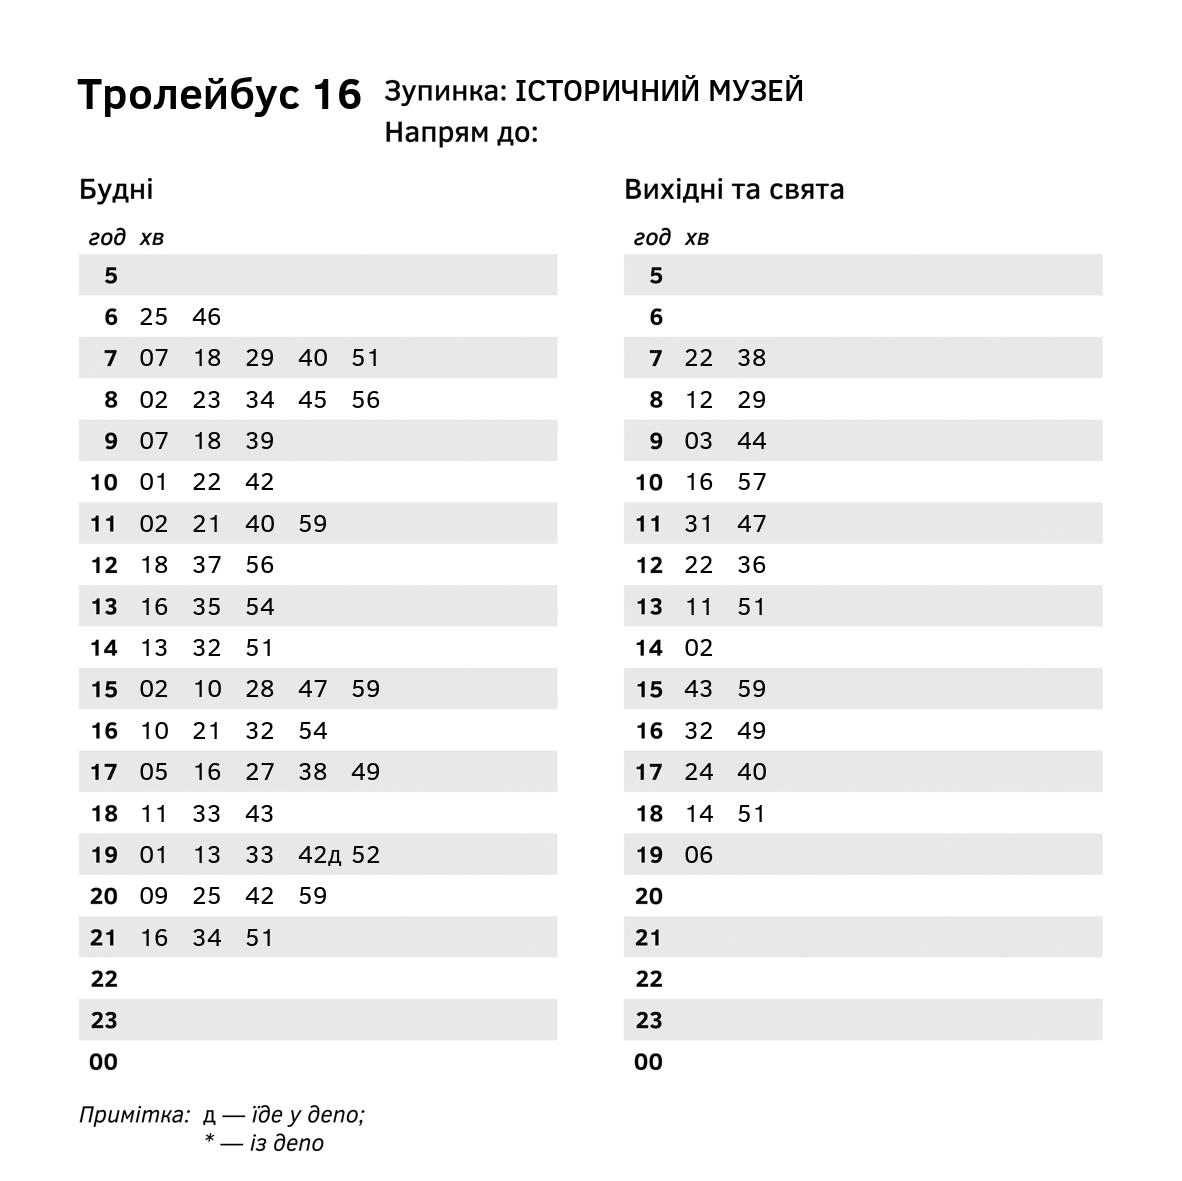 Тролейбус 16
Зупинка: ІСТОРИЧНИЙ МУЗЕЙ
Напрям до:
Будні
год хв
5
6 25 46
7 07 18 29 40 51
8 02 23 34 45 56
9 07 18 39
10 01 22 42
11 02 21 40 59
12 18 37 56
13 16 35 54
14 13 32 51
15 02 10 28 47 59
16 10 21 32 54
17 05 16 27 38 49
18 11 33 43
19 01 13 33 42д 52
20 09 25 42 59
21 16 34 51
22
23
00
Вихідні та свята
год хв
5
6
7 22 38
8 12 29
9 03 44
10 16 57
11 31 47
12 22 36
13 11 51
14 02
15 43 59
16 32 49
17 24 40
18 14 51
19 06
20
21
22
23
00
Примітка: д — їде у депо;
* — із депо